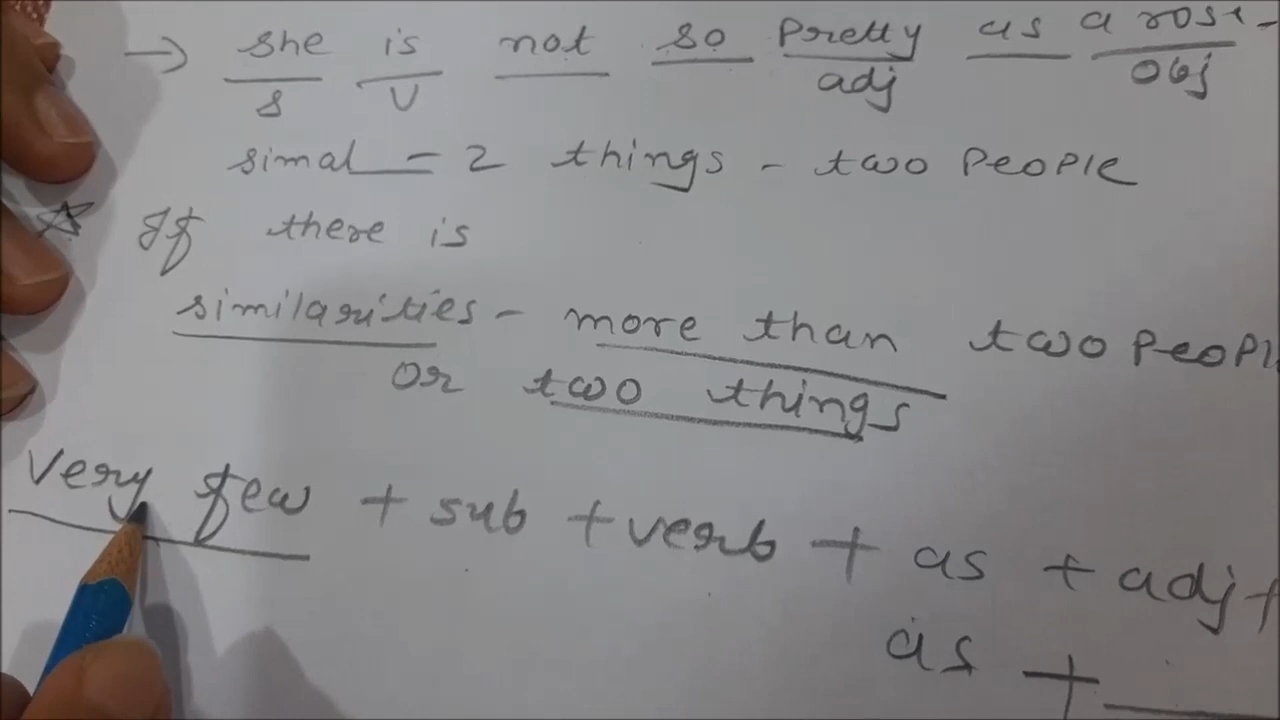 → she is not so pretty as a rose.
S V adj obj
simal = 2 things - two people
☆ If there is
similarities - more than two people
or two things
very few + sub + verb + as + adj +
as +